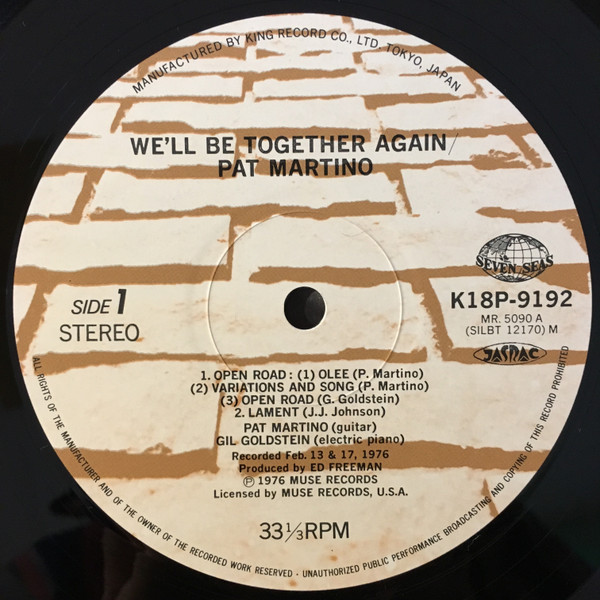 MANUFACTURED BY KING RECORD CO., LTD. TOKYO, JAPAN
WE'LL BE TOGETHER AGAIN/
PAT MARTINO
SEVEN SEAS
SIDE 1
STEREO
K18P-9192
MR. 5090 A
(SILBT 12170) M
JASRAC
1. OPEN ROAD: (1) OLEE (P. Martino)
(2) VARIATIONS AND SONG (P. Martino)
(3) OPEN ROAD (G. Goldstein)
2. LAMENT (J.J. Johnson)
PAT MARTINO (guitar)
GIL GOLDSTEIN (electric piano)
Recorded Feb. 13 & 17, 1976
Produced by ED FREEMAN
Ⓟ 1976 MUSE RECORDS
Licensed by MUSE RECORDS, U.S.A.
33 1/3 RPM
ALL RIGHTS OF THE MANUFACTURER AND OF THE OWNER OF THE RECORDED WORK RESERVED · UNAUTHORIZED PUBLIC PERFORMANCE BROADCASTING AND COPYING OF THIS RECORD PROHIBITED